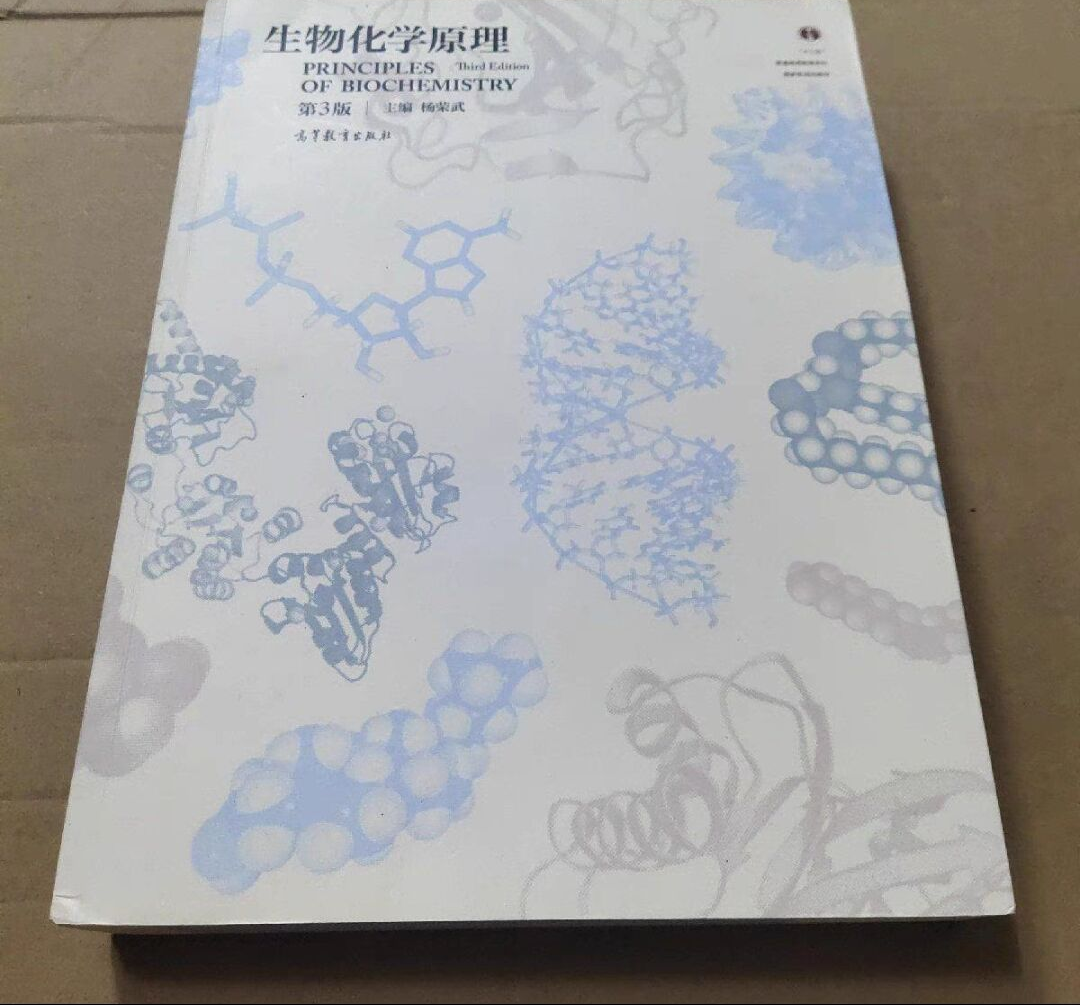 生物化学原理
PRINCIPLES Third Edition
OF BIOCHEMISTRY
第3版 | 主编 杨荣武
高等教育出版社